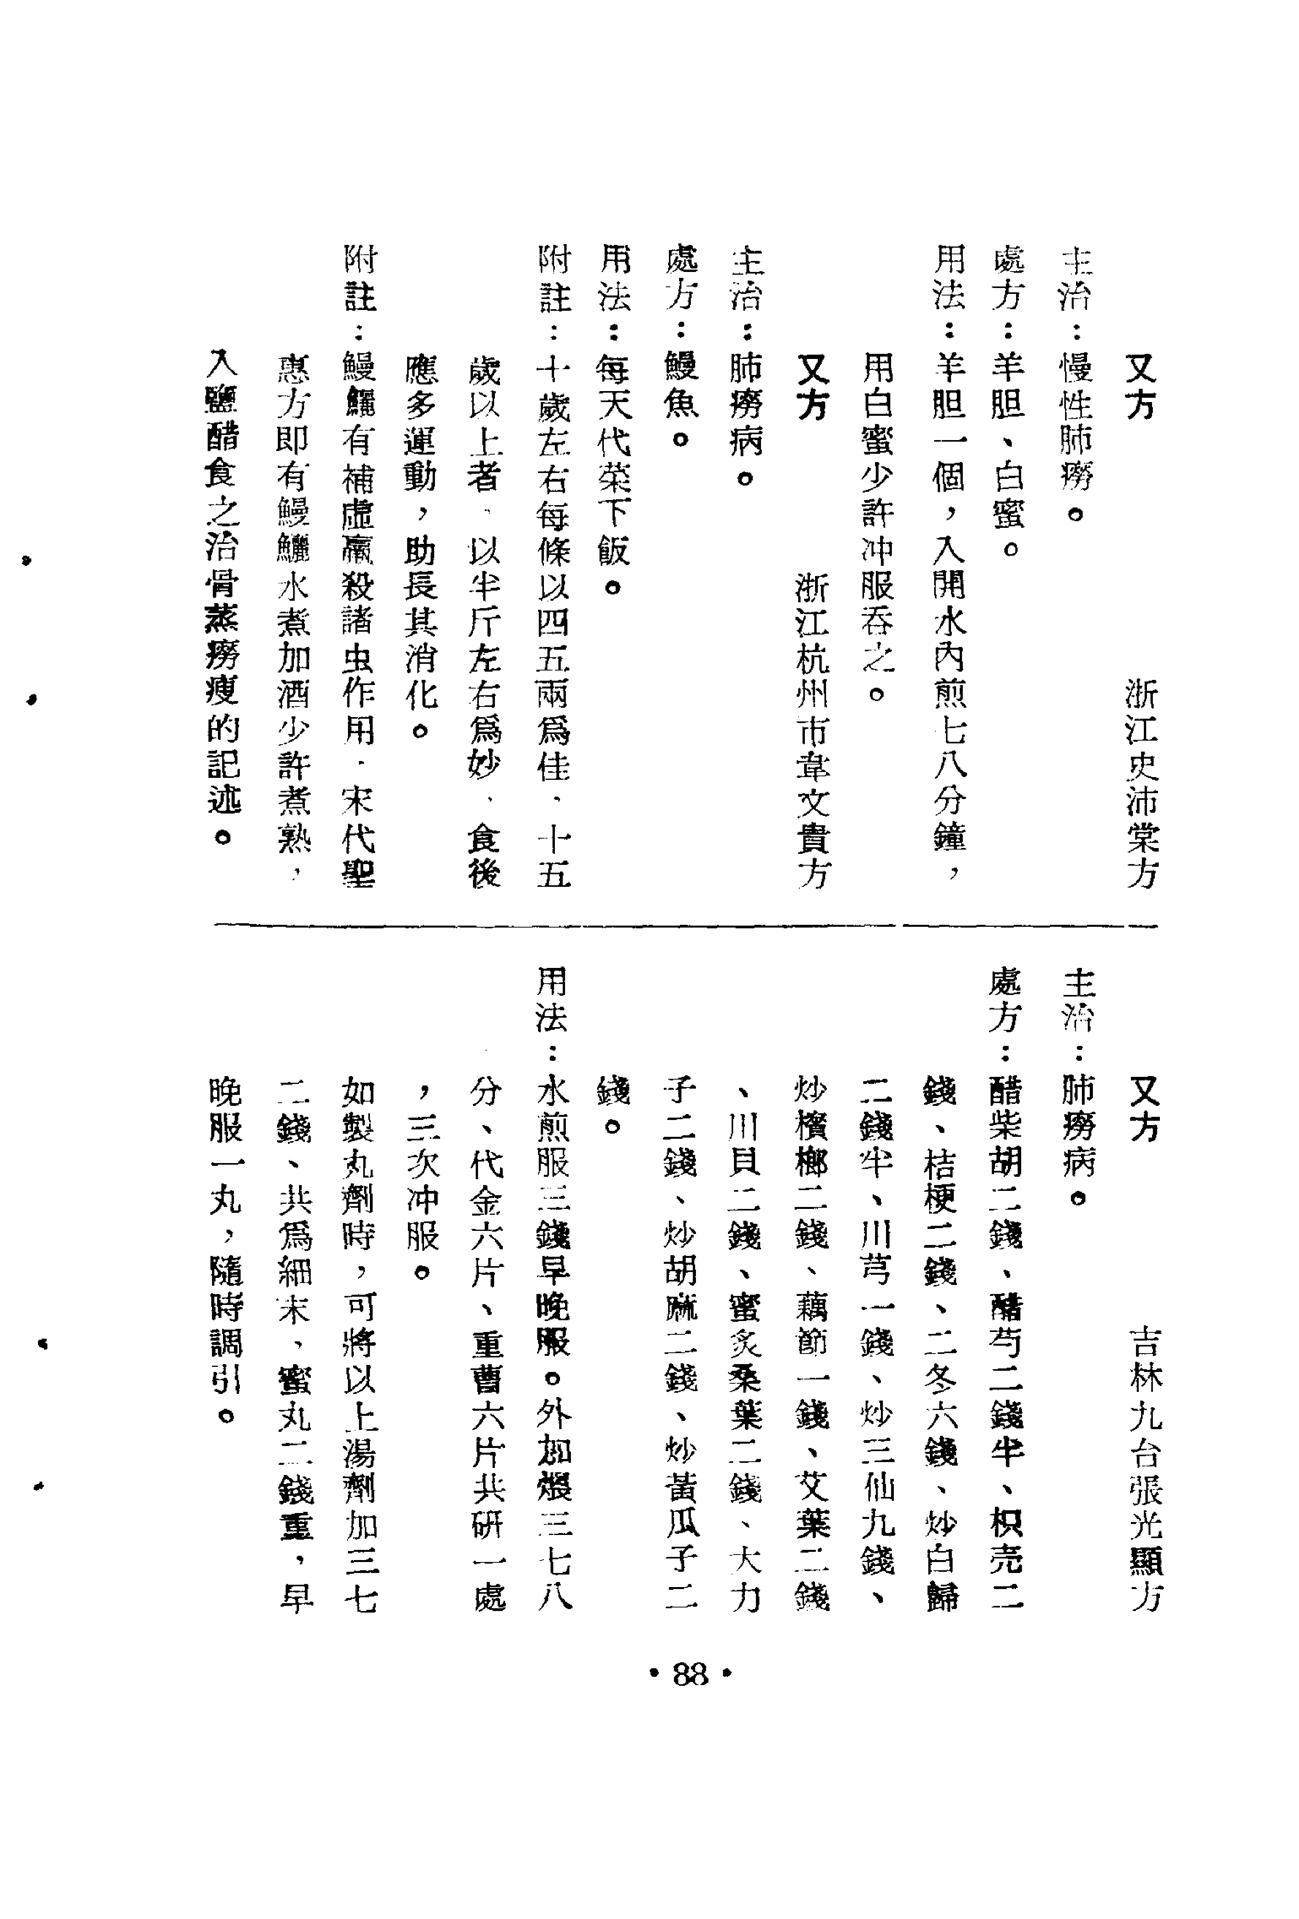 又方　浙江史沛棠方
主治：慢性肺癆。
處方：羊胆、白蜜。
用法：羊胆一個，入開水內煎七八分鐘，
用白蜜少許冲服吞之。
又方　浙江杭州市韋文貴方
主治：肺癆病。
處方：鰻魚。
用法：每天代菜下飯。
附註：十歲左右每條以四五兩爲佳、十五
歲以上者、以半斤左右爲妙、食後
應多運動，助長其消化。
附註：鰻鱺有補虛羸殺諸虫作用．宋代聖
惠方即有鰻鱺水煮加酒少許煮熟，
入鹽醋食之治骨蒸癆瘦的記述。
又方　吉林九台張光顯方
主治：肺癆病。
處方：醋柴胡二錢、醋芍二錢半、枳壳二
錢、桔梗二錢、二冬六錢、炒白歸
二錢半、川芎一錢、炒三仙九錢、
炒檳榔二錢、藕節一錢、艾葉二錢
、川貝二錢、蜜炙桑葉二錢、大力
子二錢、炒胡麻二錢、炒黃瓜子二
錢。
用法：水煎服三錢早晚服。外加煅三七八
分、代金六片、重曹六片共研一處
，三次冲服。
如製丸劑時，可將以上湯劑加三七
二錢、共爲細末、蜜丸二錢重，早
晚服一丸，隨時調引。
• 88 •